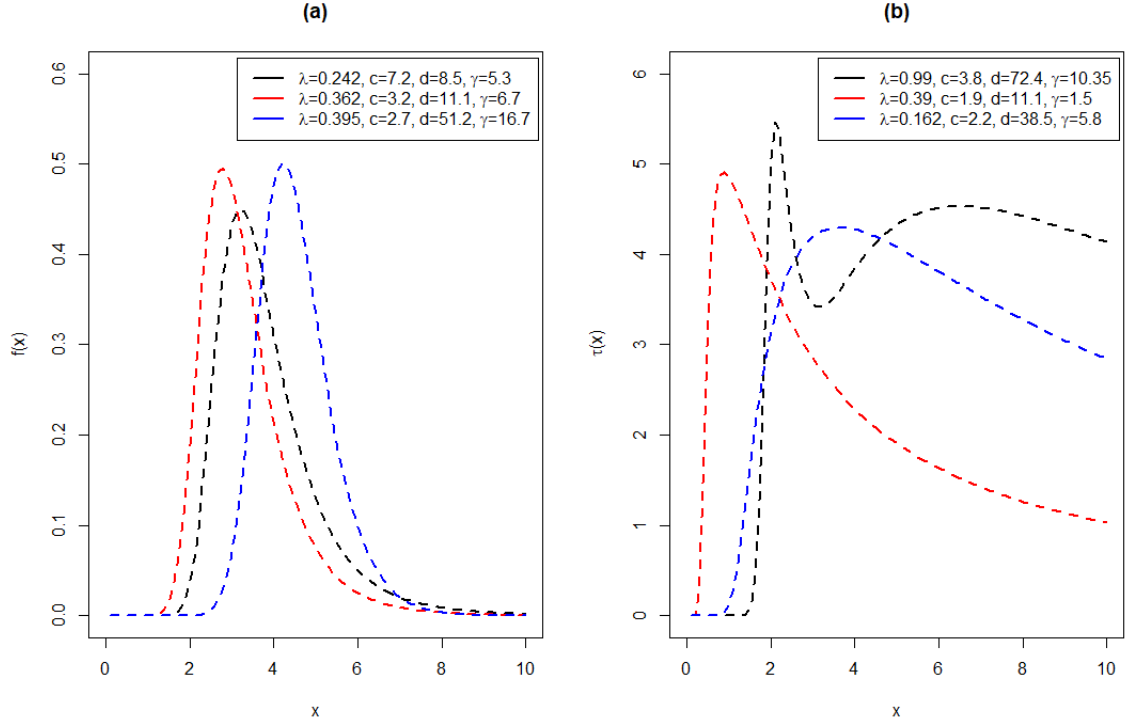 (a)
λ=0.242, c=7.2, d=8.5, γ=5.3
λ=0.362, c=3.2, d=11.1, γ=6.7
λ=0.395, c=2.7, d=51.2, γ=16.7
f(x)
0.6
0.5
0.4
0.3
0.2
0.1
0.0
0 2 4 6 8 10
x
(b)
λ=0.99, c=3.8, d=72.4, γ=10.35
λ=0.39, c=1.9, d=11.1, γ=1.5
λ=0.162, c=2.2, d=38.5, γ=5.8
τ(x)
6
5
4
3
2
1
0
0 2 4 6 8 10
x